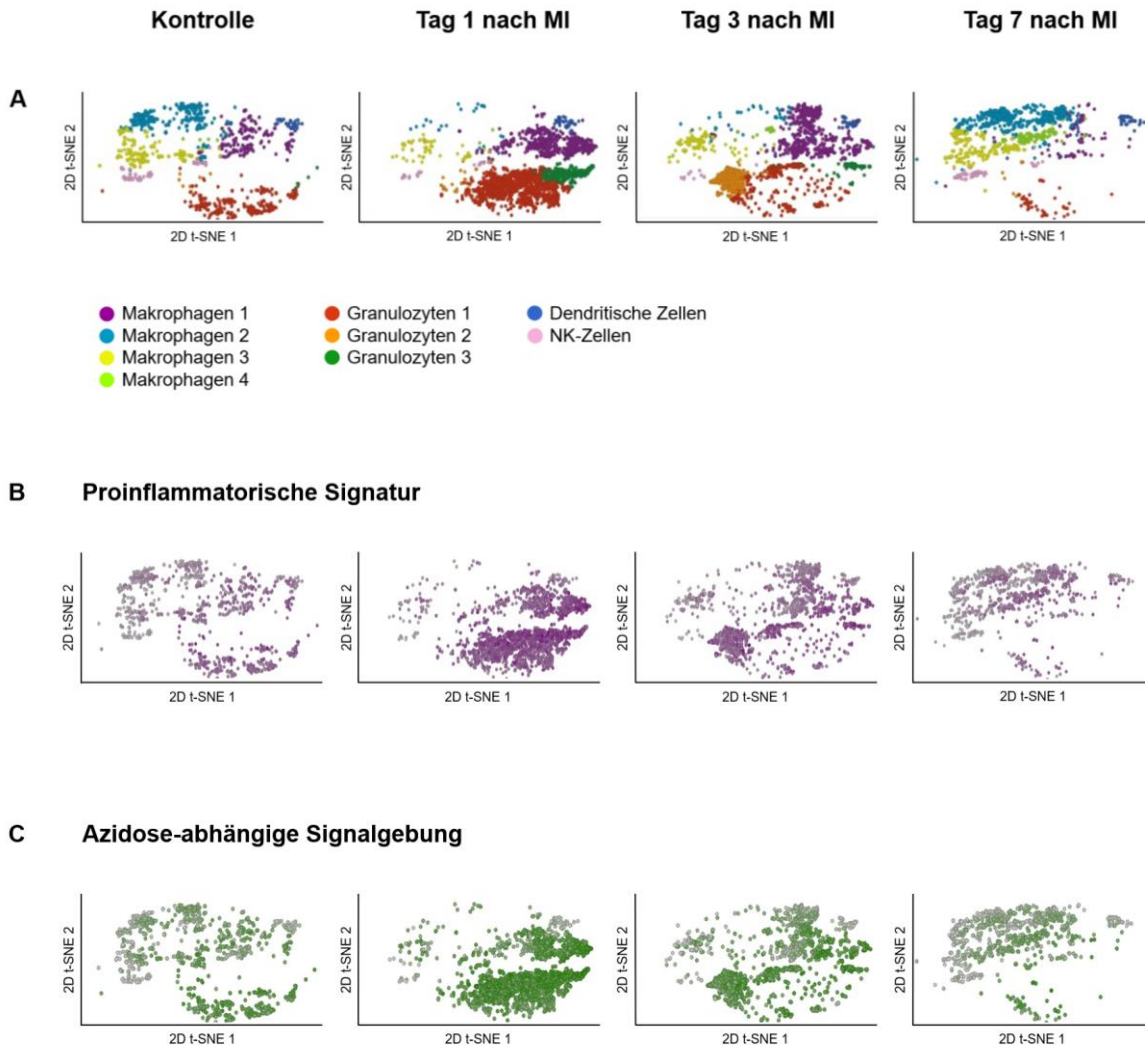 Kontrolle
Tag 1 nach MI
Tag 3 nach MI
Tag 7 nach MI
A
2D t-SNE 2
2D t-SNE 2
2D t-SNE 2
2D t-SNE 2
2D t-SNE 1
2D t-SNE 1
2D t-SNE 1
2D t-SNE 1
Makrophagen 1
Makrophagen 2
Makrophagen 3
Makrophagen 4
Granulozyten 1
Granulozyten 2
Granulozyten 3
Dendritische Zellen
NK-Zellen
B
Proinflammatorische Signatur
2D t-SNE 2
2D t-SNE 2
2D t-SNE 2
2D t-SNE 2
2D t-SNE 1
2D t-SNE 1
2D t-SNE 1
2D t-SNE 1
C
Azidose-abhängige Signalgebung
2D t-SNE 2
2D t-SNE 2
2D t-SNE 2
2D t-SNE 2
2D t-SNE 1
2D t-SNE 1
2D t-SNE 1
2D t-SNE 1